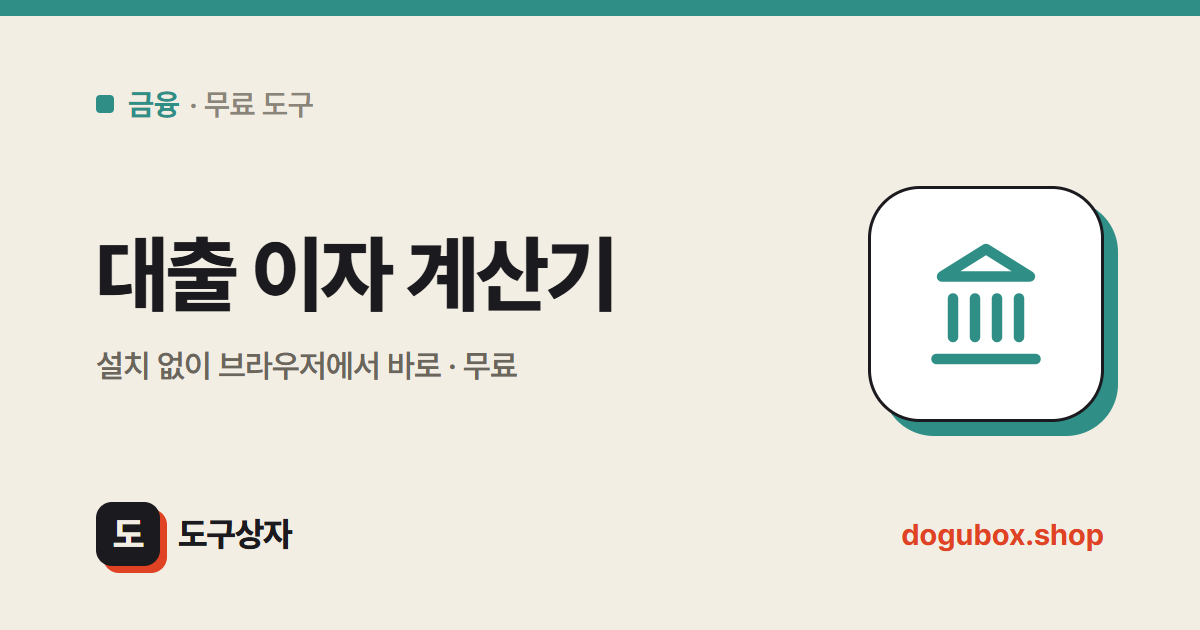 금융 · 무료 도구
대출 이자 계산기
설치 없이 브라우저에서 바로 · 무료
도 도구상자
dogubox.shop